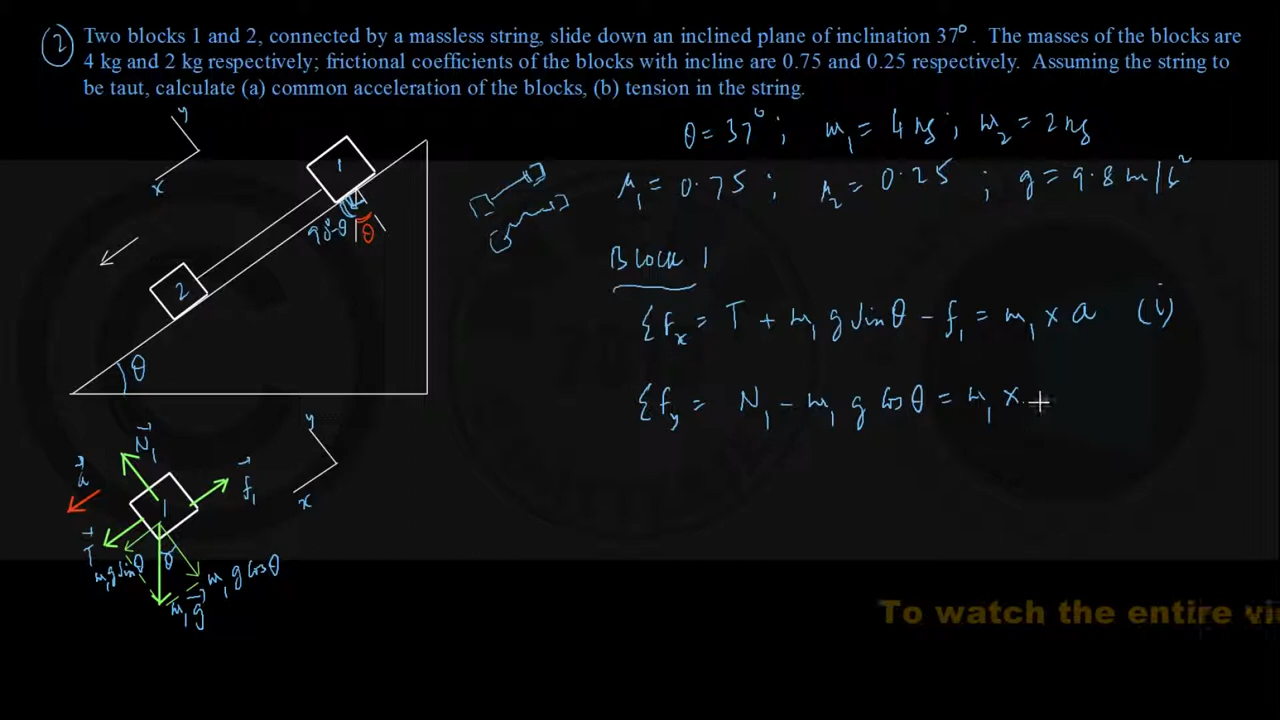 (2) Two blocks 1 and 2, connected by a massless string, slide down an inclined plane of inclination 37°. The masses of the blocks are
4 kg and 2 kg respectively; frictional coefficients of the blocks with incline are 0.75 and 0.25 respectively. Assuming the string to
be taut, calculate (a) common acceleration of the blocks, (b) tension in the string.
θ = 37° ; m₁ = 4 kg ; m₂ = 2 kg
μ₁ = 0.75 ; μ₂ = 0.25 ; g = 9.8 m/s²
y
x
1
90°-θ
θ
2
θ
Block 1
ΣFₓ = T + m₁ g sinθ - f₁ = m₁ × a (i)
ΣFᵧ = N₁ - m₁ g cosθ = m₁ ×
y
x
N₁
f₁
a
1
T
θ
m₁g sinθ
m₁ g cosθ
m₁g
To watch the entire vi